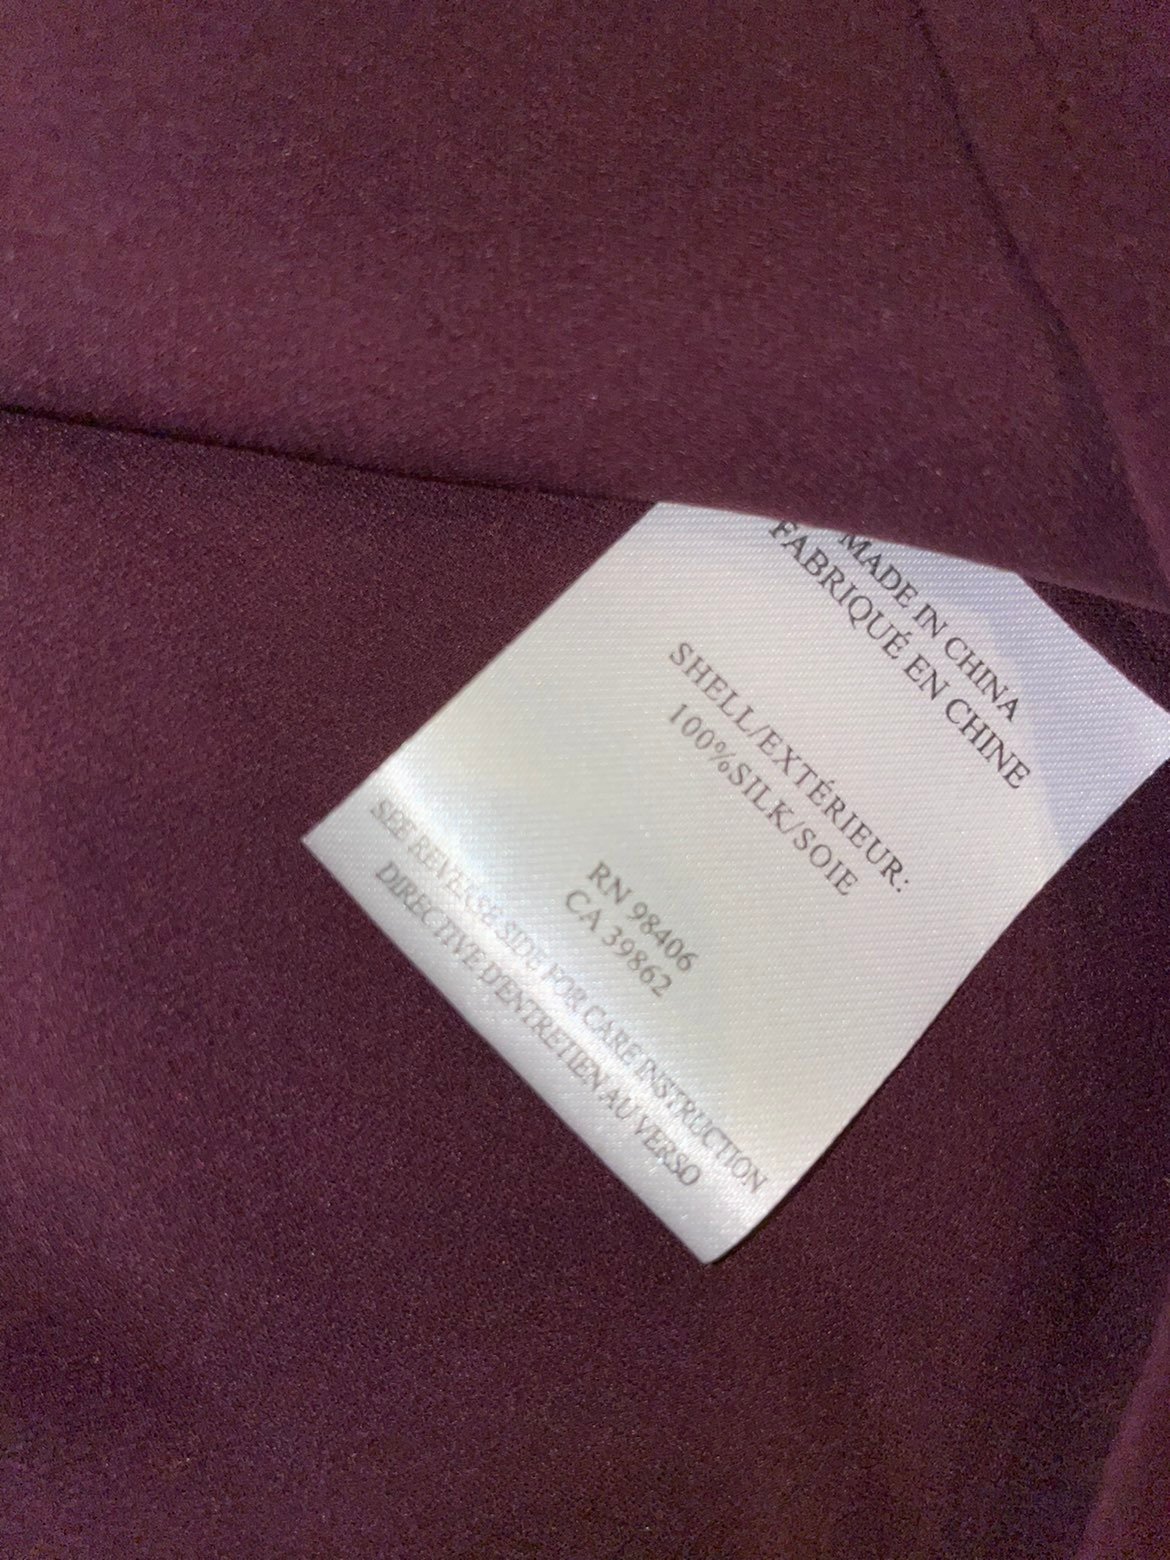 MADE IN CHINA
FABRIQUÉ EN CHINE
SHELL/EXTÉRIEUR:
100%SILK/SOIE
RN 98406
CA 39862
SEE REVERSE SIDE FOR CARE INSTRUCTION
DIRECTIVE D'ENTRETIEN AU VERSO